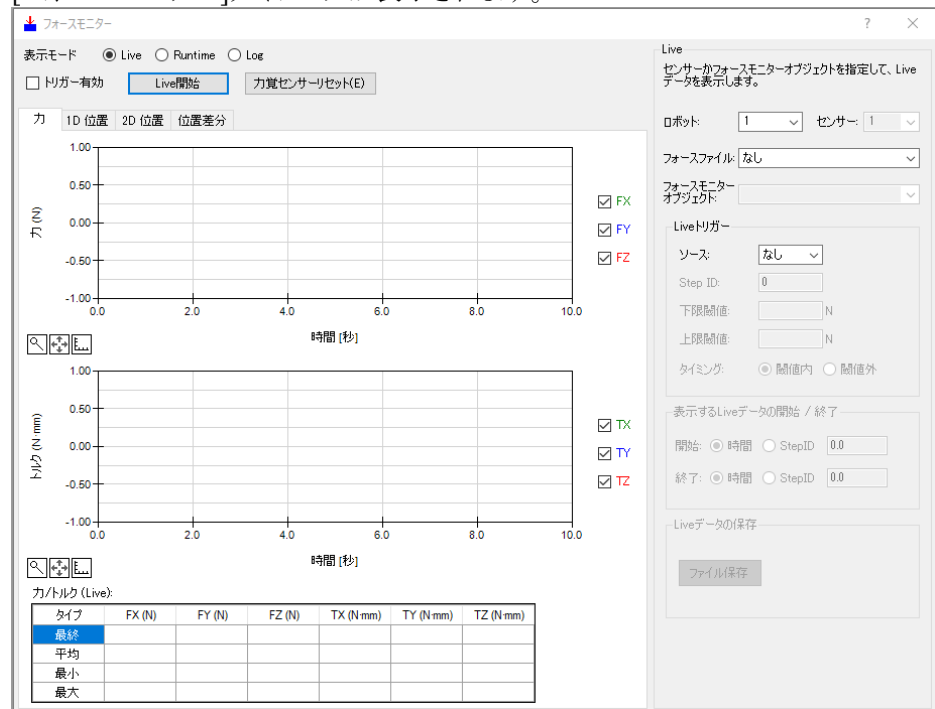 フォースモニター ? ×
表示モード Live Runtime Log
トリガー有効 Live開始 力覚センサーリセット(E)
力 1D 位置 2D 位置 位置差分
1.00
0.50
0.00
-0.50
-1.00
力 (N)
0.0 2.0 4.0 6.0 8.0 10.0
時間 [秒]
FX
FY
FZ
1.00
0.50
0.00
-0.50
-1.00
トルク (N·mm)
0.0 2.0 4.0 6.0 8.0 10.0
時間 [秒]
TX
TY
TZ
力/トルク (Live):
タイプ FX (N) FY (N) FZ (N) TX (N·mm) TY (N·mm) TZ (N·mm)
最終
平均
最小
最大
Live
センサーかフォースモニターオブジェクトを指定して、Live
データを表示します。
ロボット: 1 センサー: 1
フォースファイル: なし
フォースモニター
オブジェクト:
Liveトリガー
ソース: なし
Step ID: 0
下限閾値: N
上限閾値: N
タイミング: 閾値内 閾値外
表示するLiveデータの開始 / 終了
開始: 時間 StepID 0.0
終了: 時間 StepID 0.0
Liveデータの保存
ファイル保存